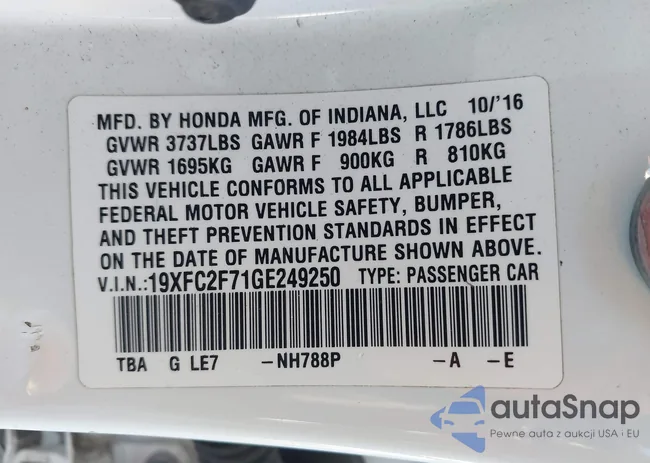 MFD. BY HONDA MFG. OF INDIANA, LLC 10/'16
GVWR 3737LBS GAWR F 1984LBS R 1786LBS
GVWR 1695KG GAWR F 900KG R 810KG
THIS VEHICLE CONFORMS TO ALL APPLICABLE
FEDERAL MOTOR VEHICLE SAFETY, BUMPER,
AND THEFT PREVENTION STANDARDS IN EFFECT
ON THE DATE OF MANUFACTURE SHOWN ABOVE.
V.I.N.:19XFC2F71GE249250 TYPE: PASSENGER CAR
TBA G LE7 -NH788P -A -E
autaSnap
Pewne auta z aukcji USA i EU